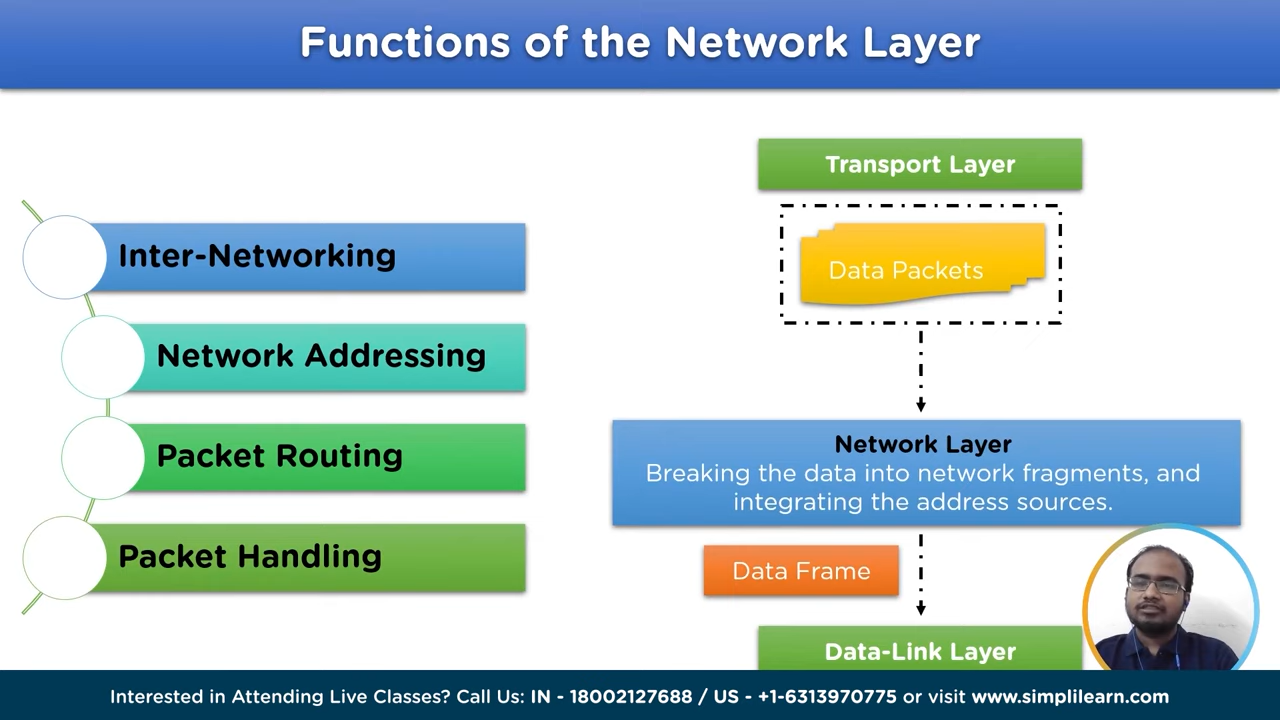 Functions of the Network Layer
Inter-Networking
Network Addressing
Packet Routing
Packet Handling
Transport Layer
Data Packets
Network Layer
Breaking the data into network fragments, and
integrating the address sources.
Data Frame
Data-Link Layer
Interested in Attending Live Classes? Call Us: IN - 18002127688 / US - +1-6313970775 or visit www.simplilearn.com